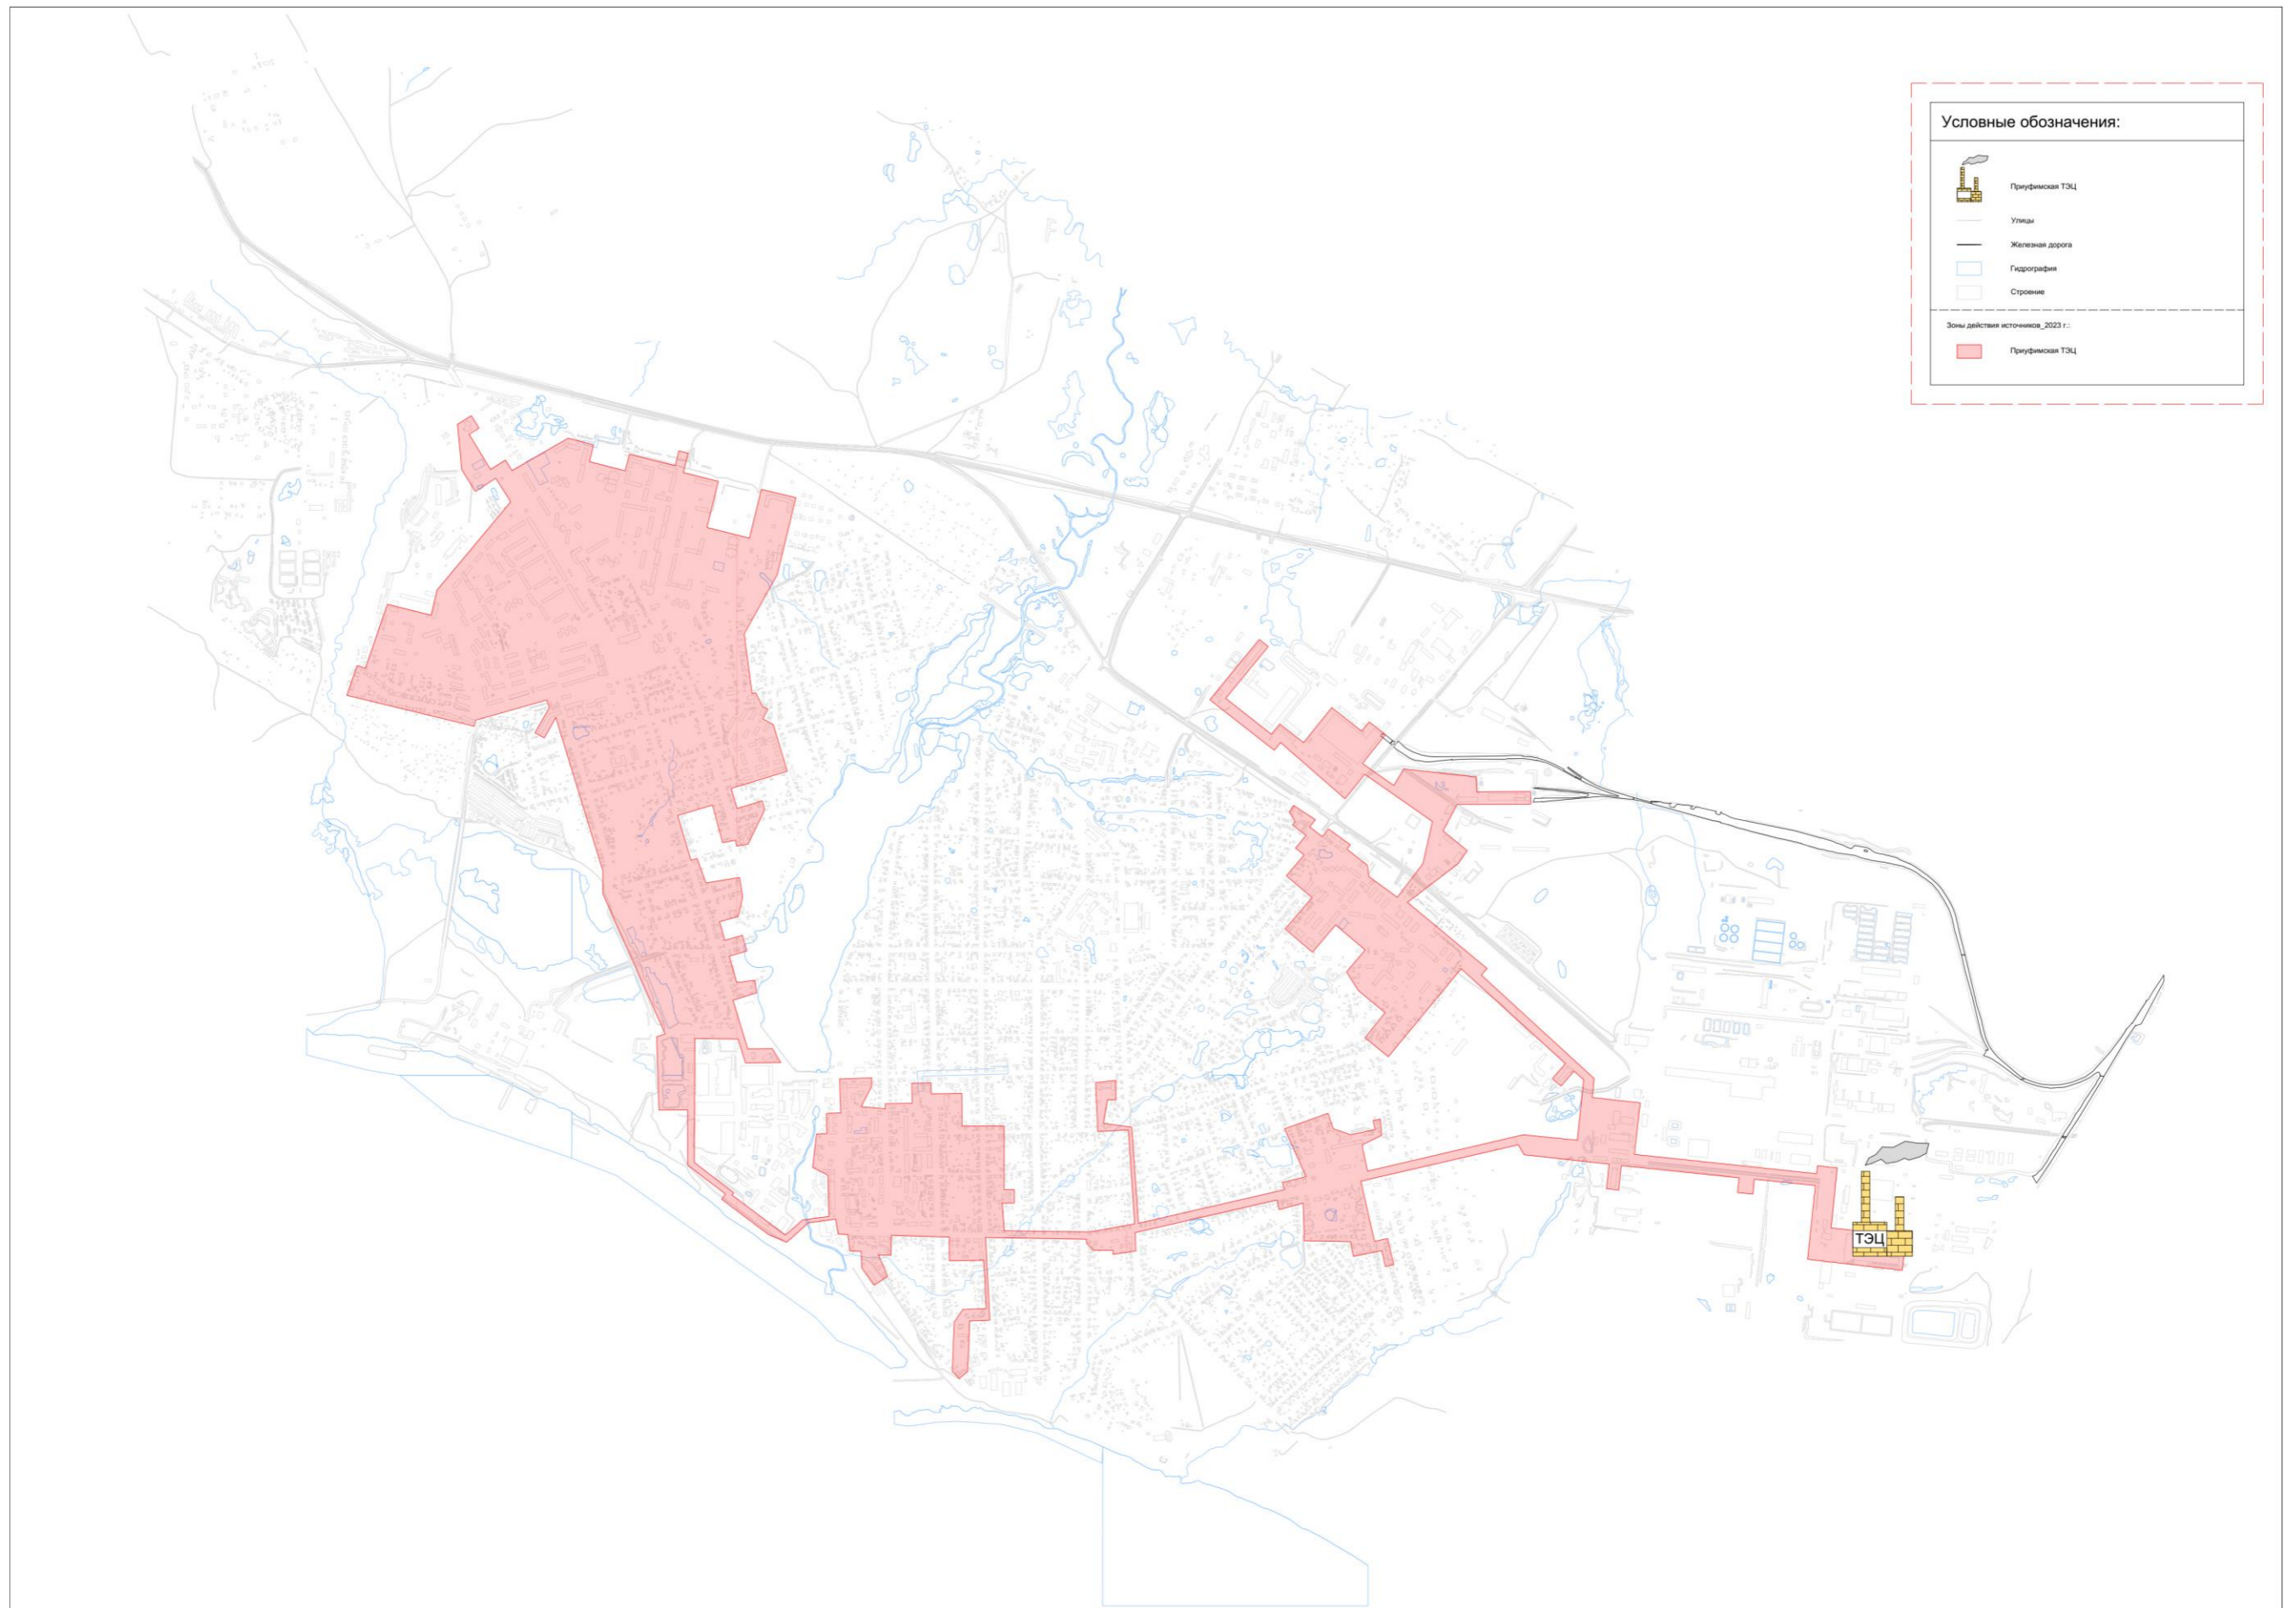 Условные обозначения:
Приуфимская ТЭЦ
Улицы
Железная дорога
Гидрография
Строение
Зоны действия источников_2023 г.:
Приуфимская ТЭЦ
ТЭЦ